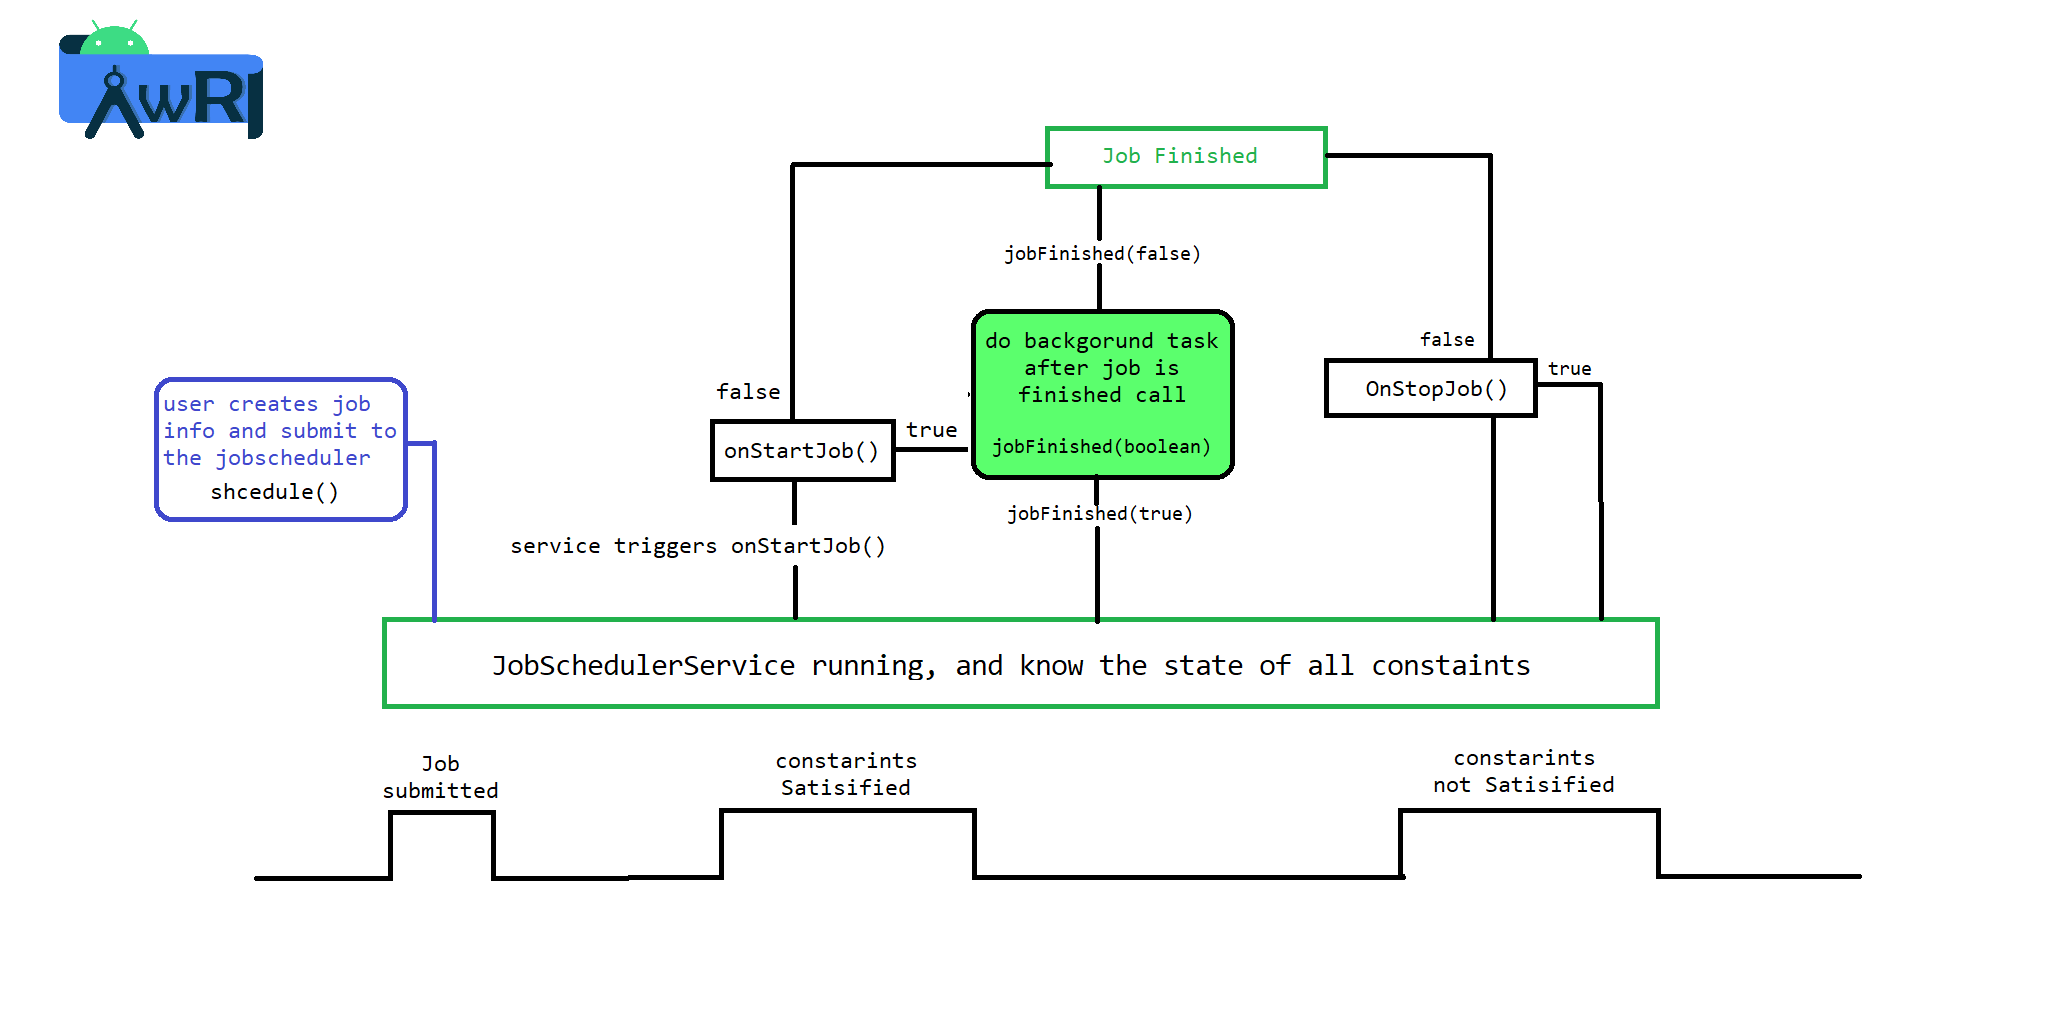 AwRI
Job Finished
jobFinished(false)
do backgorund task
after job is
finished call
jobFinished(boolean)
false
OnStopJob()
true
user creates job
info and submit to
the jobscheduler
shcedule()
false
onStartJob()
true
jobFinished(true)
service triggers onStartJob()
JobSchedulerService running, and know the state of all constaints
Job
submitted
constarints
Satisified
constarints
not Satisified